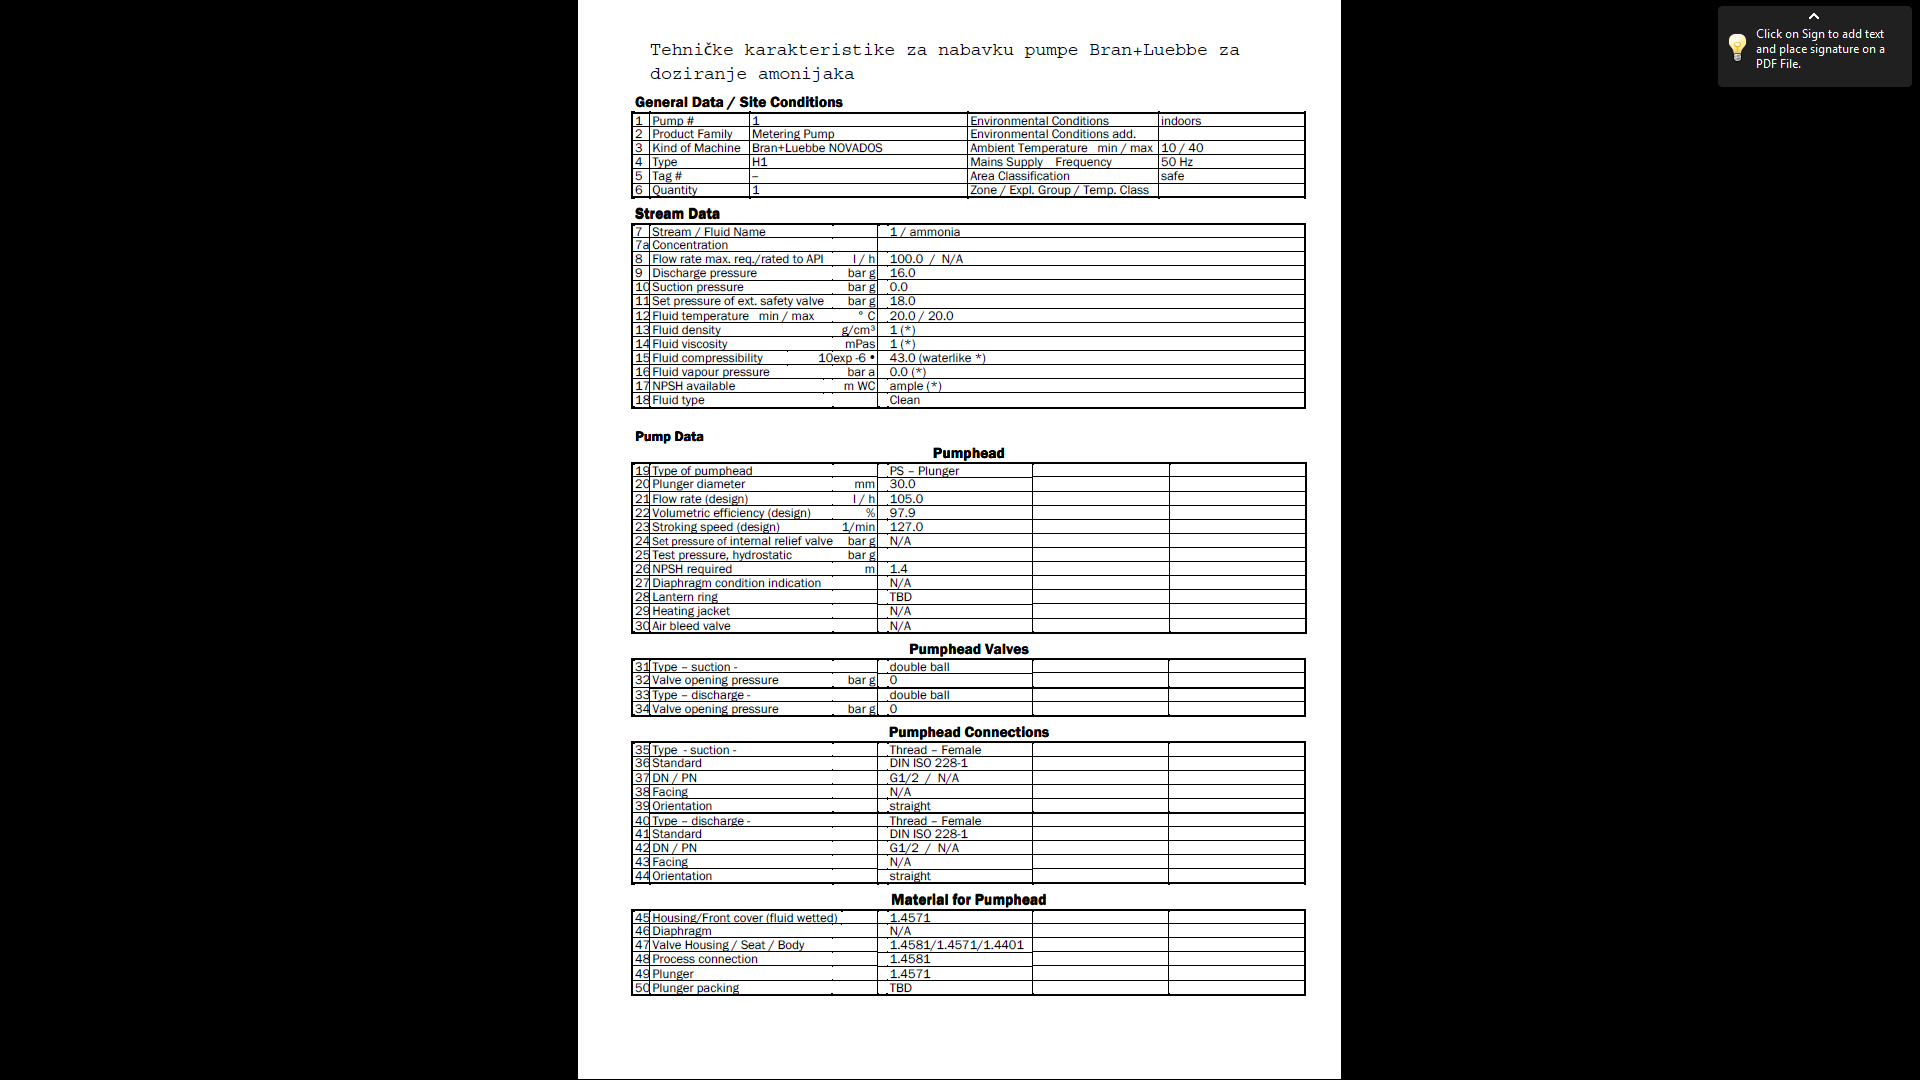 Tehničke karakteristike za nabavku pumpe Bran+Luebbe za
doziranje amonijaka
General Data / Site Conditions
1 Pump # 1 Environmental Conditions indoors
2 Product Family Metering Pump Environmental Conditions add.
3 Kind of Machine Bran+Luebbe NOVADOS Ambient Temperature min / max 10 / 40
4 Type H1 Mains Supply Frequency 50 Hz
5 Tag # – Area Classification safe
6 Quantity 1 Zone / Expl. Group / Temp. Class
Stream Data
7 Stream / Fluid Name 1 / ammonia
7a Concentration
8 Flow rate max. req./rated to API l / h 100.0 / N/A
9 Discharge pressure bar g 16.0
10 Suction pressure bar g 0.0
11 Set pressure of ext. safety valve bar g 18.0
12 Fluid temperature min / max ° C 20.0 / 20.0
13 Fluid density g/cm³ 1 (*)
14 Fluid viscosity mPas 1 (*)
15 Fluid compressibility 10exp -6 • 43.0 (waterlike *)
16 Fluid vapour pressure bar a 0.0 (*)
17 NPSH available m WC ample (*)
18 Fluid type Clean
Pump Data
Pumphead
19 Type of pumphead PS – Plunger
20 Plunger diameter mm 30.0
21 Flow rate (design) l / h 105.0
22 Volumetric efficiency (design) % 97.9
23 Stroking speed (design) 1/min 127.0
24 Set pressure of internal relief valve bar g N/A
25 Test pressure, hydrostatic bar g
26 NPSH required m 1.4
27 Diaphragm condition indication N/A
28 Lantern ring TBD
29 Heating jacket N/A
30 Air bleed valve N/A
Pumphead Valves
31 Type – suction - double ball
32 Valve opening pressure bar g 0
33 Type – discharge - double ball
34 Valve opening pressure bar g 0
Pumphead Connections
35 Type - suction - Thread – Female
36 Standard DIN ISO 228-1
37 DN / PN G1/2 / N/A
38 Facing N/A
39 Orientation straight
40 Type – discharge - Thread – Female
41 Standard DIN ISO 228-1
42 DN / PN G1/2 / N/A
43 Facing N/A
44 Orientation straight
Material for Pumphead
45 Housing/Front cover (fluid wetted) 1.4571
46 Diaphragm N/A
47 Valve Housing / Seat / Body 1.4581/1.4571/1.4401
48 Process connection 1.4581
49 Plunger 1.4571
50 Plunger packing TBD
Click on Sign to add text
and place signature on a
PDF File.